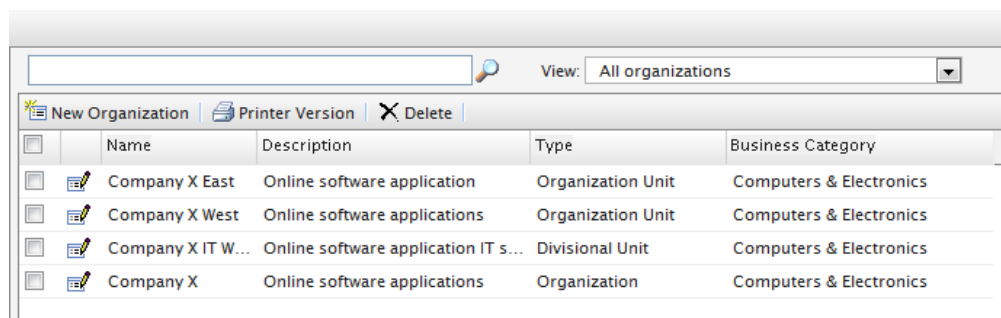 View: All organizations
New Organization Printer Version Delete
Name Description Type Business Category
Company X East Online software application Organization Unit Computers & Electronics
Company X West Online software applications Organization Unit Computers & Electronics
Company X IT W... Online software application IT s... Divisional Unit Computers & Electronics
Company X Online software applications Organization Computers & Electronics